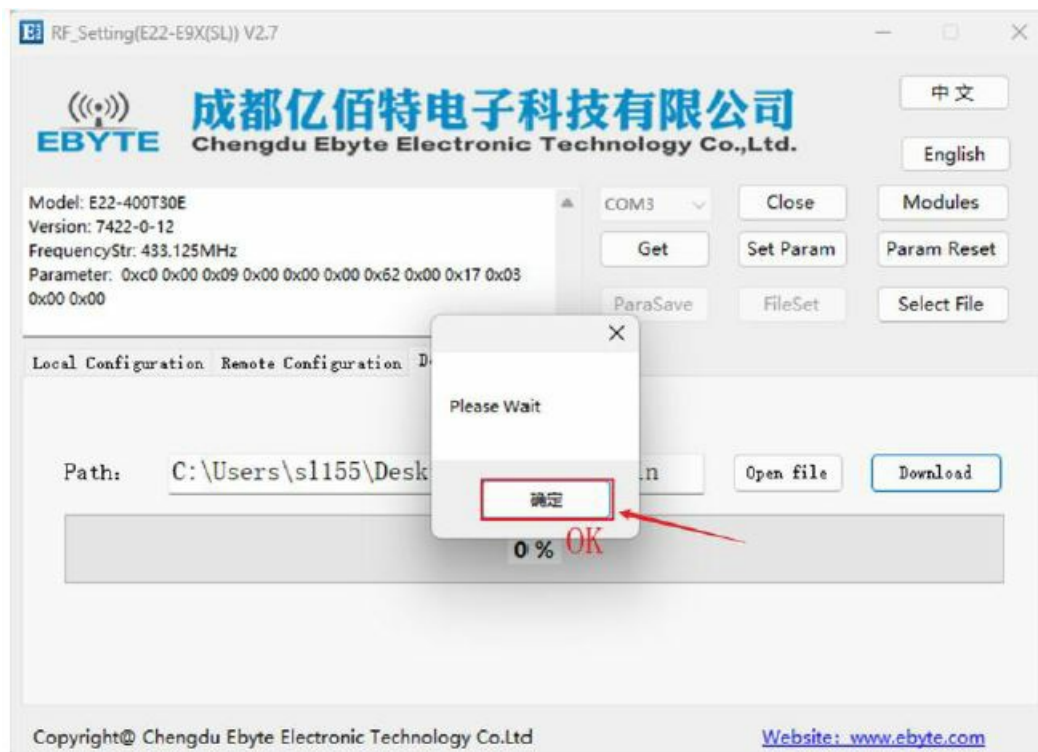 RF_Setting(E22-E9X(SL)) V2.7
EBYTE
成都亿佰特电子科技有限公司
Chengdu Ebyte Electronic Technology Co.,Ltd.
中文
English
Model: E22-400T30E
Version: 7422-0-12
FrequencyStr: 433.125MHz
Parameter: 0xc0 0x00 0x09 0x00 0x00 0x00 0x62 0x00 0x17 0x03
0x00 0x00
COM3 Close Modules
Get Set Param Param Reset
ParaSave FileSet Select File
Local Configuration Remote Configuration
Please Wait
Path: C:\Users\sl155\Desk
Open file Download
确定
OK
0 %
Copyright@ Chengdu Ebyte Electronic Technology Co.Ltd Website: www.ebyte.com